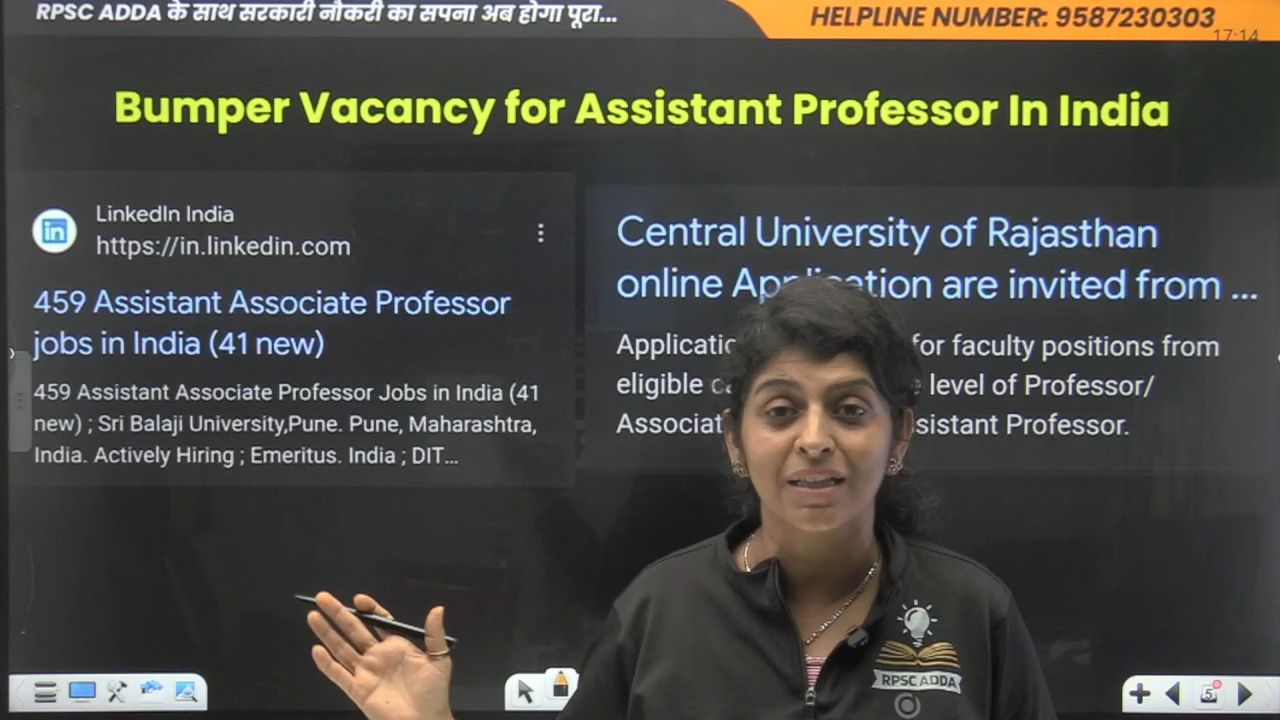 RPSC ADDA के साथ सरकारी नौकरी का सपना अब होगा पूरा...
HELPLINE NUMBER: 9587230303
17:14
Bumper Vacancy for Assistant Professor In India
in
LinkedIn India
https://in.linkedin.com
459 Assistant Associate Professor
jobs in India (41 new)
459 Assistant Associate Professor Jobs in India (41
new) ; Sri Balaji University,Pune. Pune, Maharashtra,
India. Actively Hiring ; Emeritus. India ; DIT...
Central University of Rajasthan
online Application are invited from ...
for faculty positions from
eligible level of Professor/
Professor.
RPSC ADDA
5